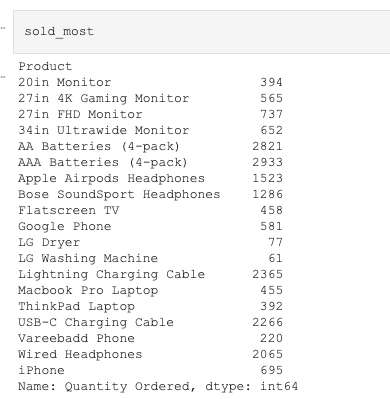 sold_most
Product
20in Monitor 394
27in 4K Gaming Monitor 565
27in FHD Monitor 737
34in Ultrawide Monitor 652
AA Batteries (4-pack) 2821
AAA Batteries (4-pack) 2933
Apple Airpods Headphones 1523
Bose SoundSport Headphones 1286
Flatscreen TV 458
Google Phone 581
LG Dryer 77
LG Washing Machine 61
Lightning Charging Cable 2365
Macbook Pro Laptop 455
ThinkPad Laptop 392
USB-C Charging Cable 2266
Vareebadd Phone 220
Wired Headphones 2065
iPhone 695
Name: Quantity Ordered, dtype: int64